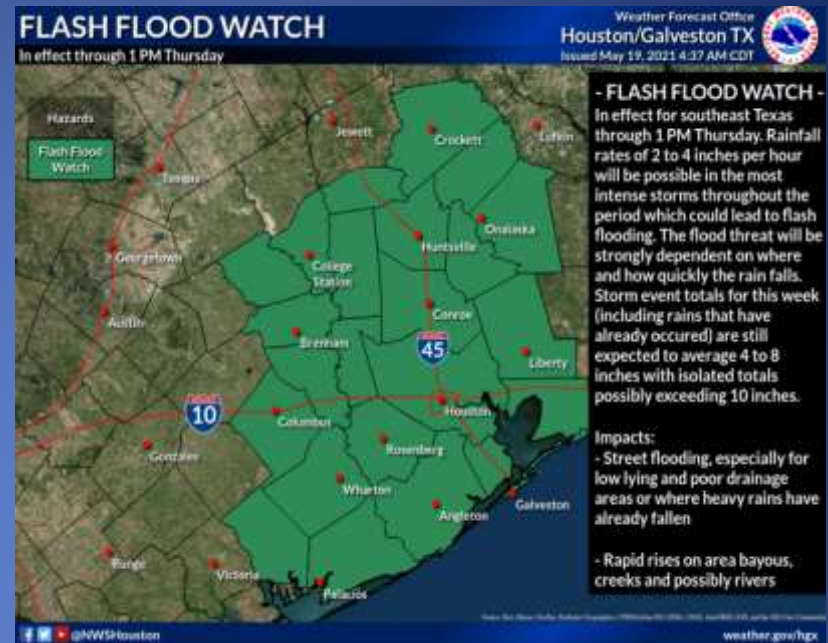 FLASH FLOOD WATCH
In effect through 1 PM Thursday
Weather Forecast Office
Houston/Galveston TX
Issued May 19, 2021 4:37 AM CDT
Hazards
Flash Flood
Watch
Jewett
Crockett
Lufkin
Temple
Onalaska
Huntsville
Georgetown
College
Station
Conroe
Austin
Brenham
45
Liberty
10
Houston
Columbus
Gonzales
Rosenberg
Wharton
Galveston
Angleton
Runge
Victoria
Palacios
- FLASH FLOOD WATCH -
In effect for southeast Texas
through 1 PM Thursday. Rainfall
rates of 2 to 4 inches per hour
will be possible in the most
intense storms throughout the
period which could lead to flash
flooding. The flood threat will be
strongly dependent on where
and how quickly the rain falls.
Storm event totals for this week
(including rains that have
already occured) are still
expected to average 4 to 8
inches with isolated totals
possibly exceeding 10 inches.
Impacts:
- Street flooding, especially for
low lying and poor drainage
areas or where heavy rains have
already fallen
- Rapid rises on area bayous,
creeks and possibly rivers
@NWSHouston
weather.gov/hgx